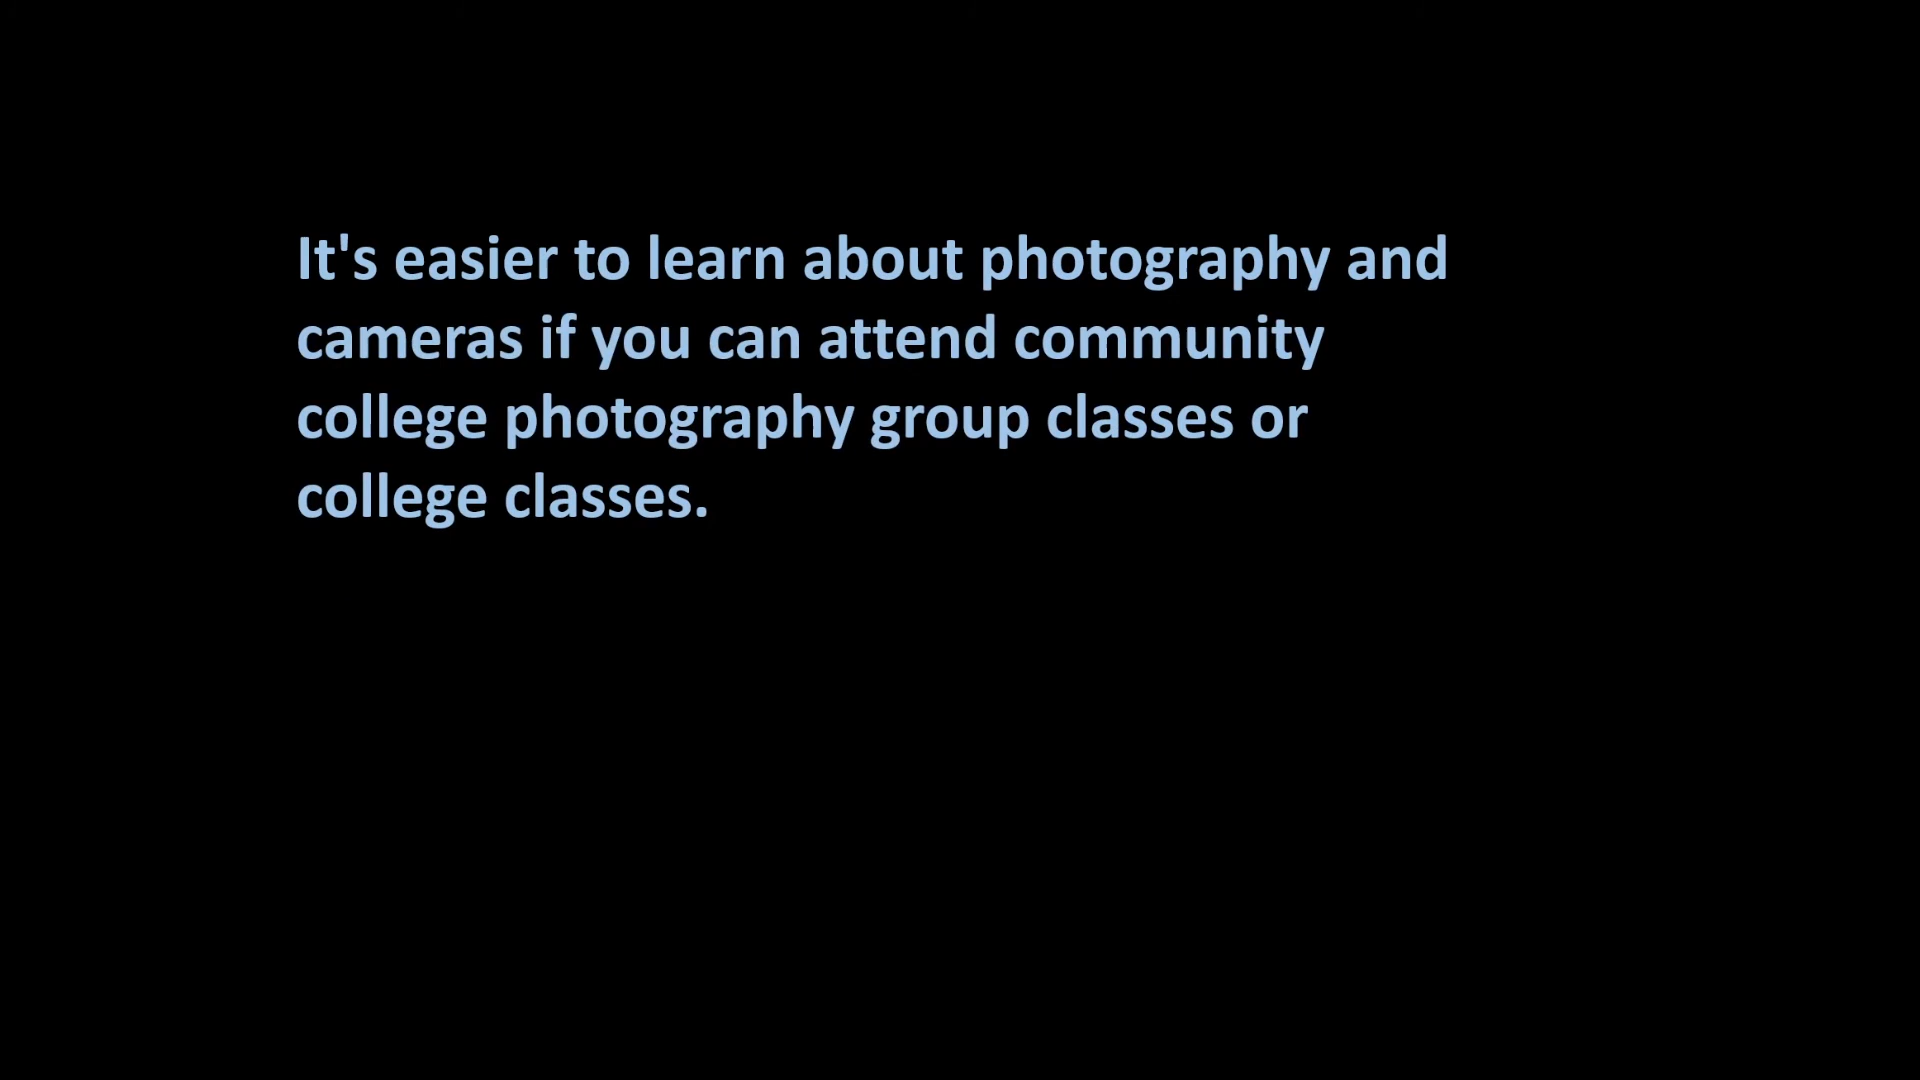 It's easier to learn about photography and
cameras if you can attend community
college photography group classes or
college classes.